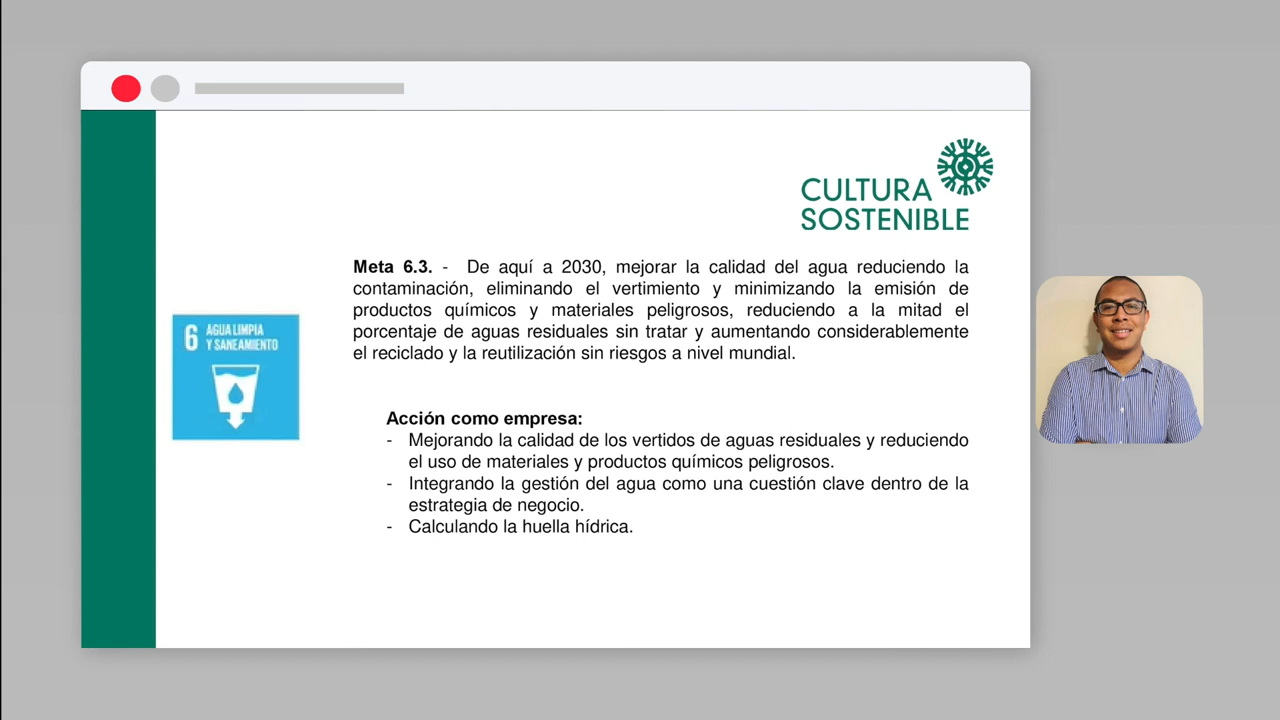 CULTURA
SOSTENIBLE
Meta 6.3. - De aquí a 2030, mejorar la calidad del agua reduciendo la
contaminación, eliminando el vertimiento y minimizando la emisión de
productos químicos y materiales peligrosos, reduciendo a la mitad el
porcentaje de aguas residuales sin tratar y aumentando considerablemente
el reciclado y la reutilización sin riesgos a nivel mundial.
6 AGUA LIMPIA
Y SANEAMIENTO
Acción como empresa:
- Mejorando la calidad de los vertidos de aguas residuales y reduciendo
el uso de materiales y productos químicos peligrosos.
- Integrando la gestión del agua como una cuestión clave dentro de la
estrategia de negocio.
- Calculando la huella hídrica.